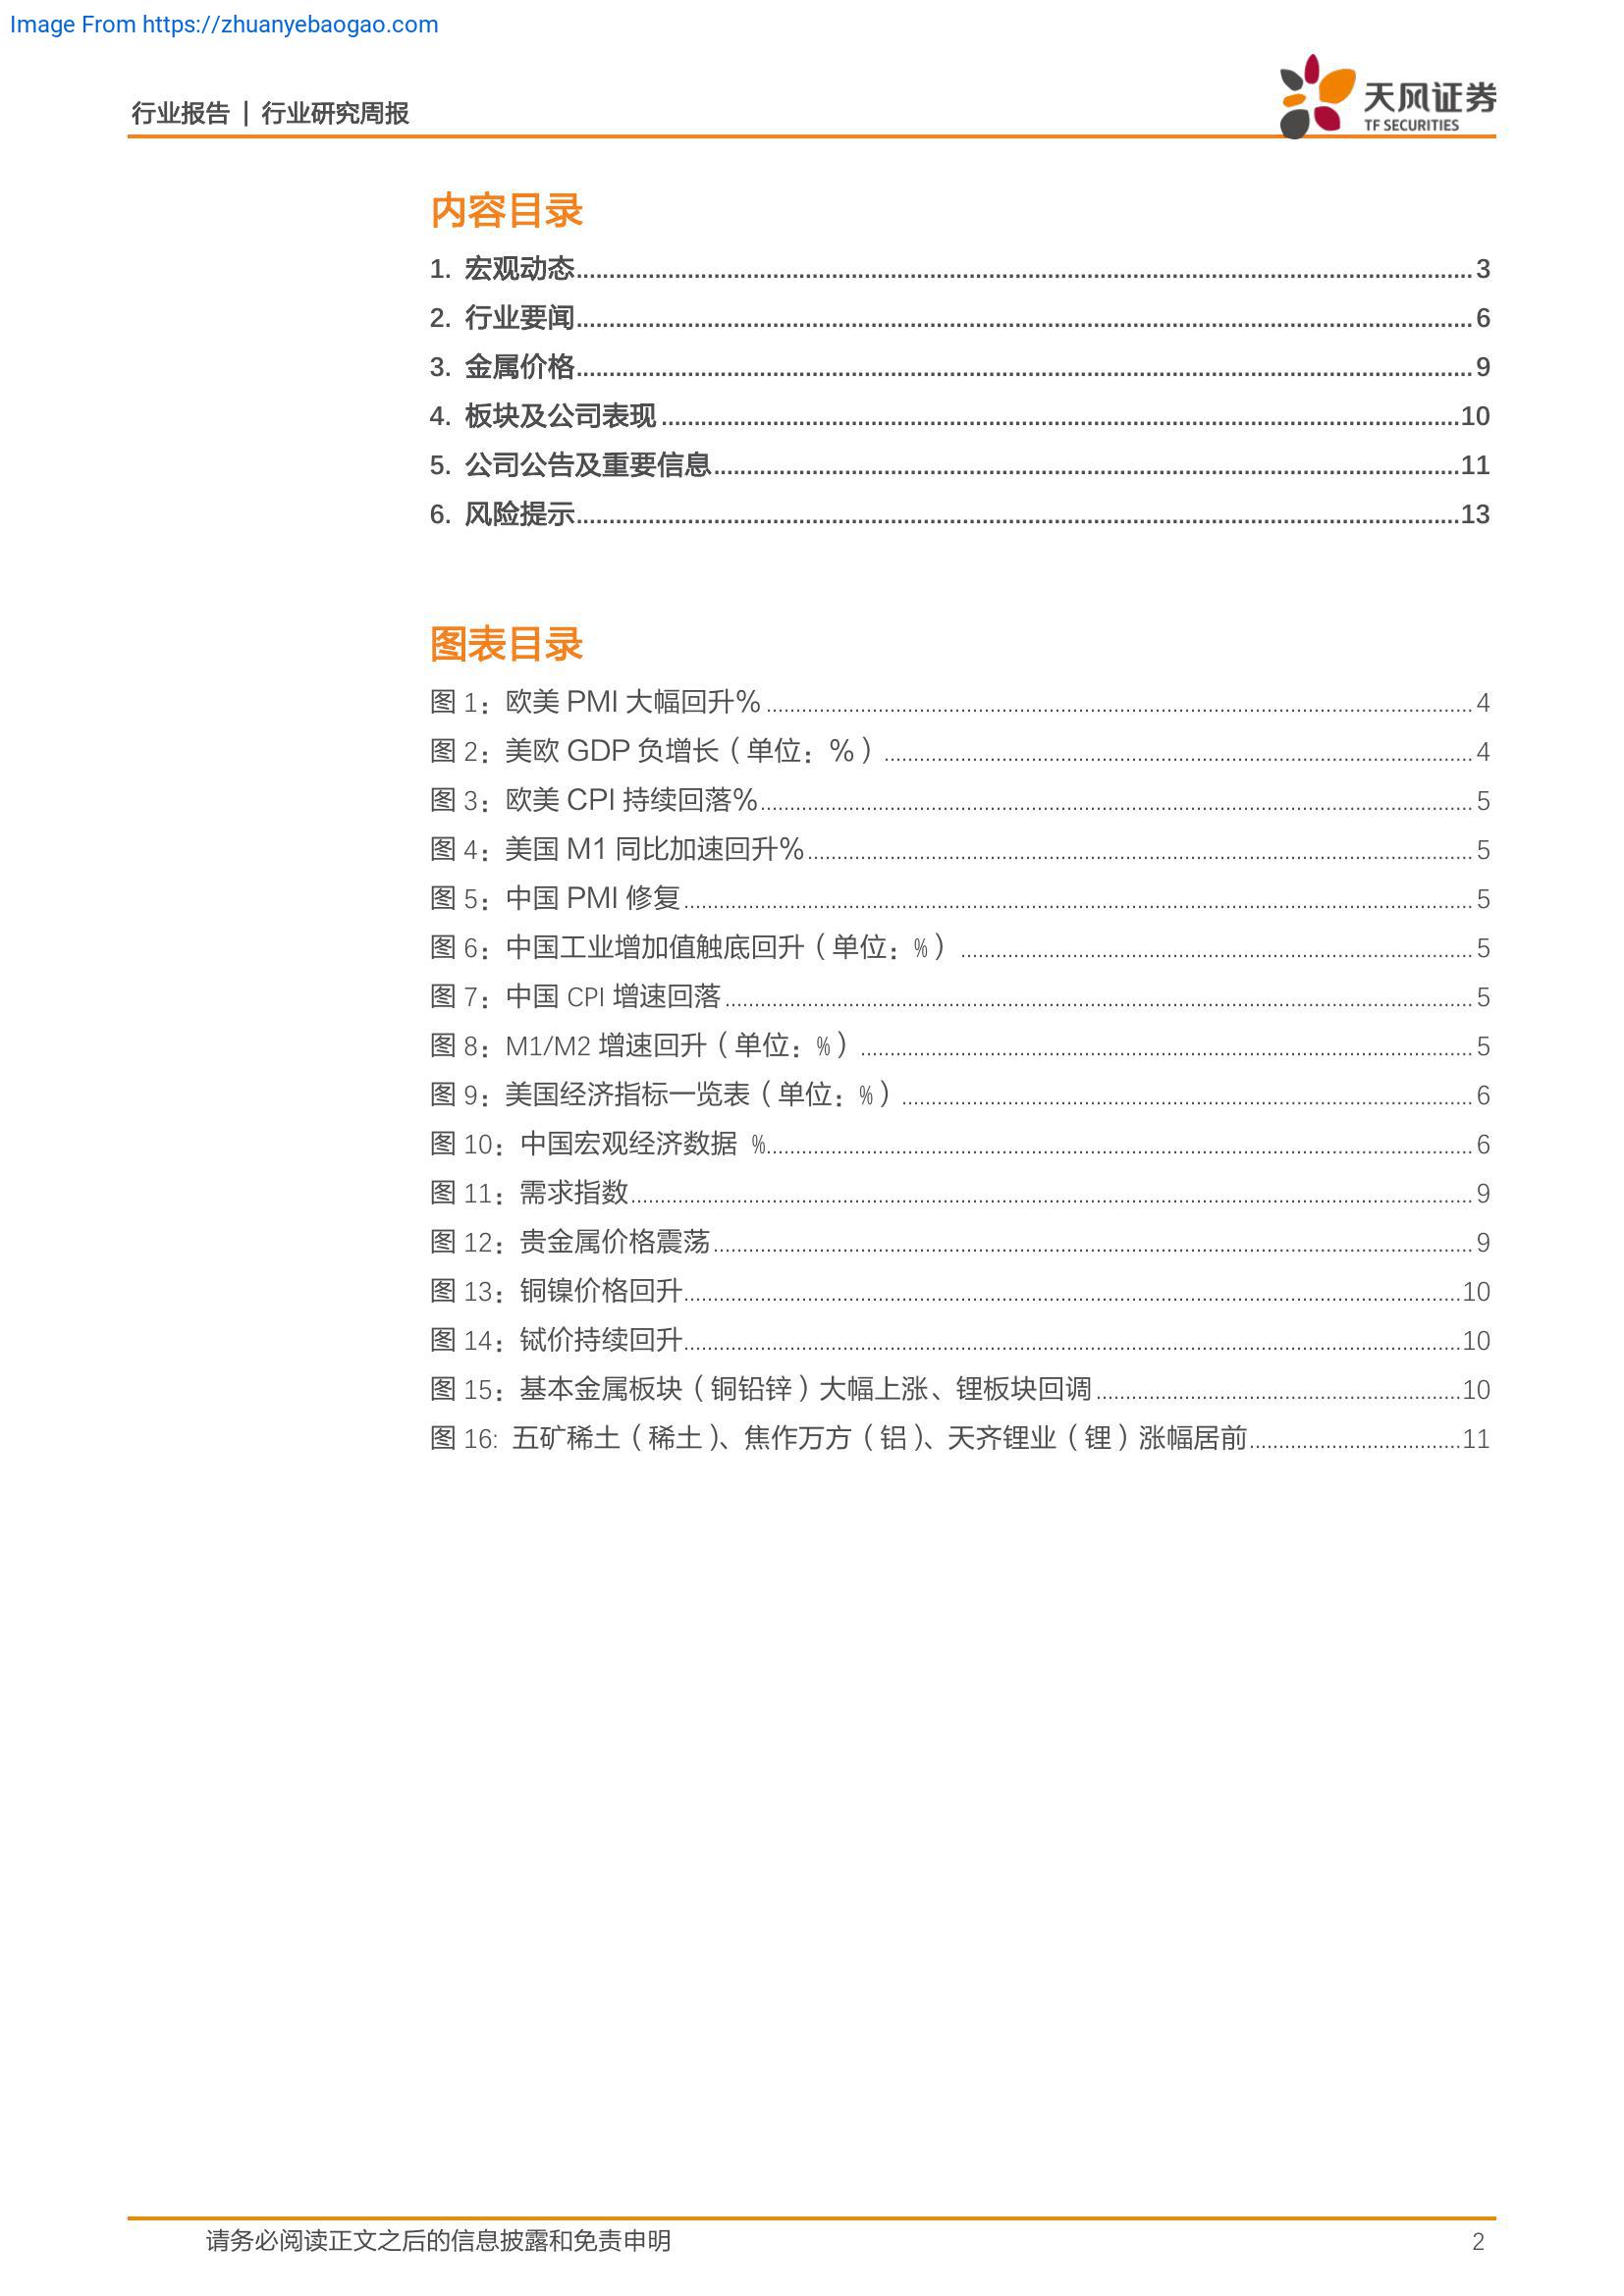 Image From https://zhuanyebaogao.com
行业报告 | 行业研究周报
天风证券
TF SECURITIES
内容目录
1. 宏观动态 3
2. 行业要闻 6
3. 金属价格 9
4. 板块及公司表现 10
5. 公司公告及重要信息 11
6. 风险提示 13
图表目录
图 1：欧美 PMI 大幅回升% 4
图 2：美欧 GDP 负增长（单位：%） 4
图 3：欧美 CPI 持续回落% 5
图 4：美国 M1 同比加速回升% 5
图 5：中国 PMI 修复 5
图 6：中国工业增加值触底回升（单位：%） 5
图 7：中国 CPI 增速回落 5
图 8：M1/M2 增速回升（单位：%） 5
图 9：美国经济指标一览表（单位：%） 6
图 10：中国宏观经济数据 % 6
图 11：需求指数 9
图 12：贵金属价格震荡 9
图 13：铜镍价格回升 10
图 14：铽价持续回升 10
图 15：基本金属板块（铜铅锌）大幅上涨、锂板块回调 10
图 16: 五矿稀土（稀土）、焦作万方（铝）、天齐锂业（锂）涨幅居前 11
请务必阅读正文之后的信息披露和免责申明 2